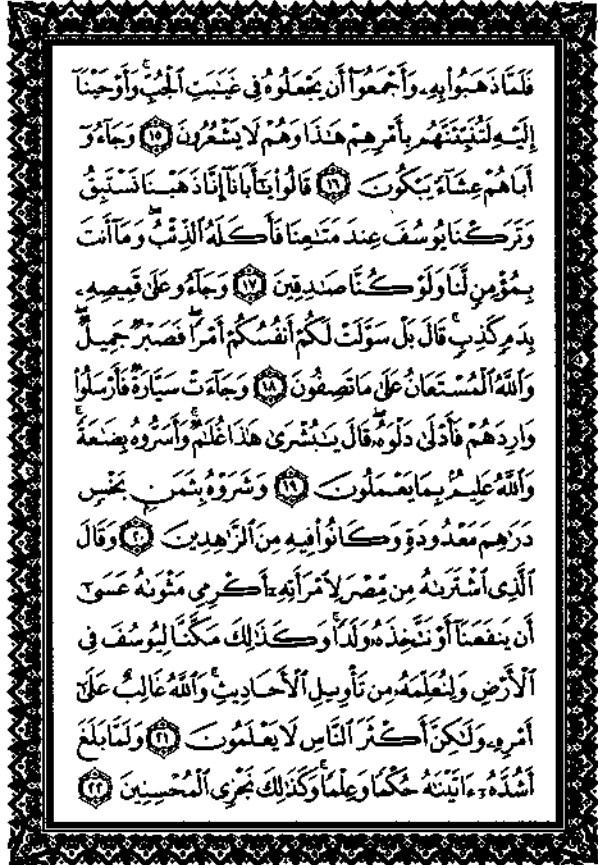 فَلَمَّا ذَهَبُوا۟ بِهِۦ وَأَجْمَعُوٓا۟ أَن يَجْعَلُوهُ فِى غَيَـٰبَتِ ٱلْجُبِّ ۚ وَأَوْحَيْنَآ
إِلَيْهِ لَتُنَبِّئَنَّهُم بِأَمْرِهِمْ هَـٰذَا وَهُمْ لَا يَشْعُرُونَ ١٥ وَجَآءُوٓ
أَبَاهُمْ عِشَآءً يَبْكُونَ ١٦ قَالُوا۟ يَـٰٓأَبَانَآ إِنَّا ذَهَبْنَا نَسْتَبِقُ
وَتَرَكْنَا يُوسُفَ عِندَ مَتَـٰعِنَا فَأَكَلَهُ ٱلذِّئْبُ ۖ وَمَآ أَنتَ
بِمُؤْمِنٍ لَّنَا وَلَوْ كُنَّا صَـٰدِقِينَ ١٧ وَجَآءُو عَلَىٰ قَمِيصِهِۦ
بِدَمٍ كَذِبٍ ۚ قَالَ بَلْ سَوَّلَتْ لَكُمْ أَنفُسُكُمْ أَمْرًا ۖ فَصَبْرٌ جَمِيلٌ ۖ
وَٱللَّهُ ٱلْمُسْتَعَانُ عَلَىٰ مَا تَصِفُونَ ١٨ وَجَآءَتْ سَيَّارَةٌ فَأَرْسَلُوا۟
وَارِدَهُمْ فَأَدْلَىٰ دَلْوَهُۥ ۖ قَالَ يَـٰبُشْرَىٰ هَـٰذَا غُلَـٰمٌ ۚ وَأَسَرُّوهُ بِضَـٰعَةً ۚ
وَٱللَّهُ عَلِيمٌۢ بِمَا يَعْمَلُونَ ١٩ وَشَرَوْهُ بِثَمَنٍۭ بَخْسٍ
دَرَٰهِمَ مَعْدُودَةٍ وَكَانُوا۟ فِيهِ مِنَ ٱلزَّٰهِدِينَ ٢٠ وَقَالَ
ٱلَّذِى ٱشْتَرَىٰهُ مِن مِّصْرَ لِٱمْرَأَتِهِۦٓ أَكْرِمِى مَثْوَىٰهُ عَسَىٰٓ
أَن يَنفَعَنَآ أَوْ نَتَّخِذَهُۥ وَلَدًا ۚ وَكَذَٰلِكَ مَكَّنَّا لِيُوسُفَ فِى
ٱلْأَرْضِ وَلِنُعَلِّمَهُۥ مِن تَأْوِيلِ ٱلْأَحَادِيثِ ۚ وَٱللَّهُ غَالِبٌ عَلَىٰٓ
أَمْرِهِۦ وَلَـٰكِنَّ أَكْثَرَ ٱلنَّاسِ لَا يَعْلَمُونَ ٢١ وَلَمَّا بَلَغَ
أَشُدَّهُۥٓ ءَاتَيْنَـٰهُ حُكْمًا وَعِلْمًا ۚ وَكَذَٰلِكَ نَجْزِى ٱلْمُحْسِنِينَ ٢٢